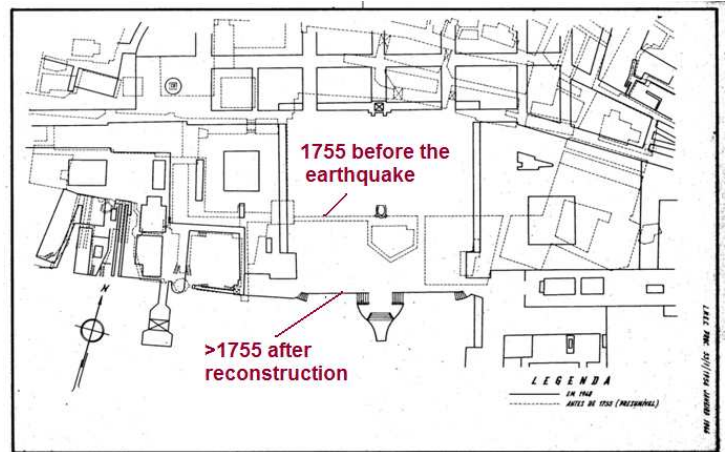 1755 before the
earthquake
N
>1755 after
reconstruction
LEGENDA
EM 1948
ANTES DE 1755 (PRESUMÍVEL)